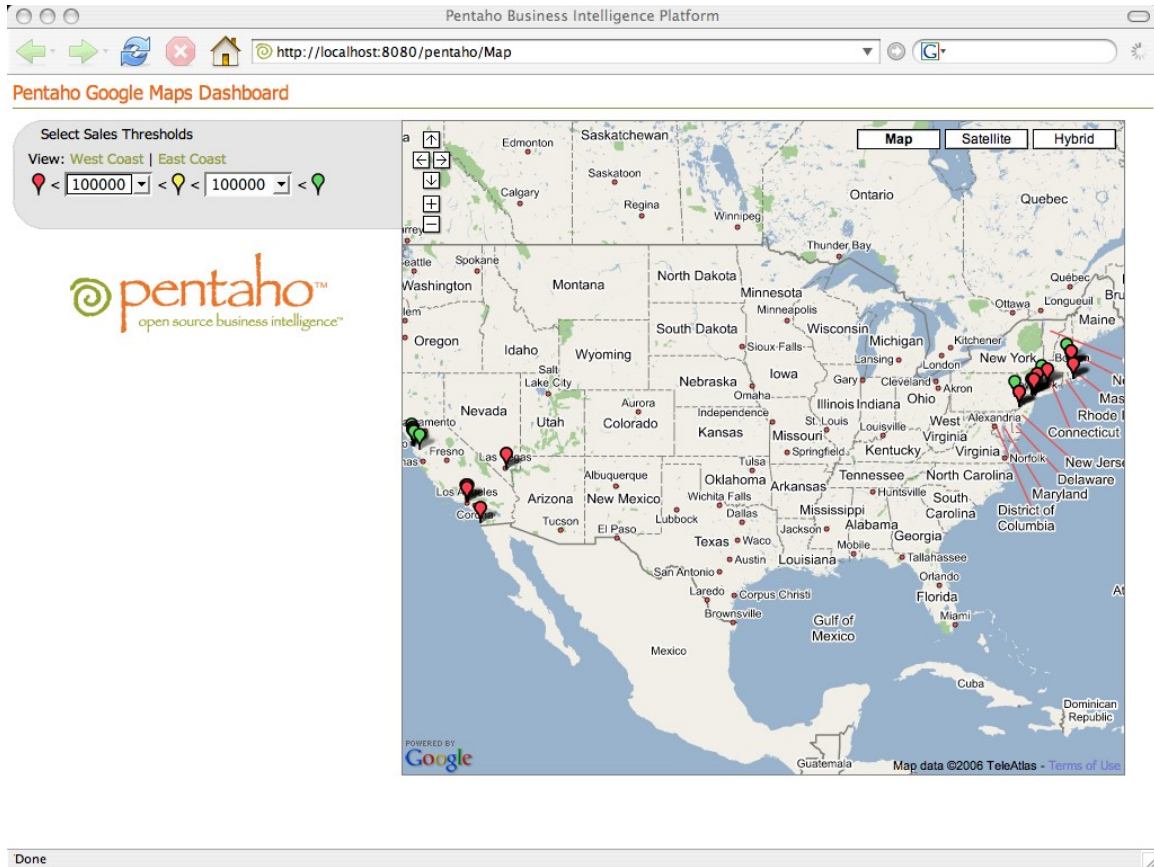 Pentaho Business Intelligence Platform
http://localhost:8080/pentaho/Map
G
Pentaho Google Maps Dashboard
Select Sales Thresholds
View: West Coast | East Coast
< 100000 < < 100000 <
pentaho™
open source business intelligence™
Map Satellite Hybrid
Edmonton
Saskatchewan
Saskatoon
Calgary
Regina
Winnipeg
Ontario
Quebec
Thunder Bay
Spokane
Washington
Montana
North Dakota
Minnesota
Minneapolis
Québec
Ottawa
Longueuil
Maine
Oregon
Idaho
Wyoming
South Dakota
Sioux Falls
Wisconsin
Michigan
Lansing
Kitchener
London
New York
Salt
Lake City
Nebraska
Omaha
Iowa
Gary
Cleveland
Akron
Nevada
Utah
Aurora
Colorado
Independence
Kansas
Illinois
Indiana
Ohio
St. Louis
Missouri
Springfield
Louisville
Kentucky
West
Virginia
Alexandria
Virginia
Norfolk
Connecticut
Delaware
Maryland
District of
Columbia
Fresno
Las Vegas
Los Angeles
Arizona
Albuquerque
New Mexico
Tulsa
Oklahoma
Wichita Falls
Arkansas
Tennessee
Huntsville
North Carolina
South
Carolina
Tucson
El Paso
Lubbock
Dallas
Texas
Waco
Austin
Mississippi
Jackson
Alabama
Mobile
Georgia
Louisiana
Tallahassee
San Antonio
Laredo
Corpus Christi
Brownsville
Orlando
Florida
Miami
Gulf of
Mexico
Mexico
Cuba
Dominican
Republic
Guatemala
POWERED BY
Google
Map data ©2006 TeleAtlas - Terms of Use
Done